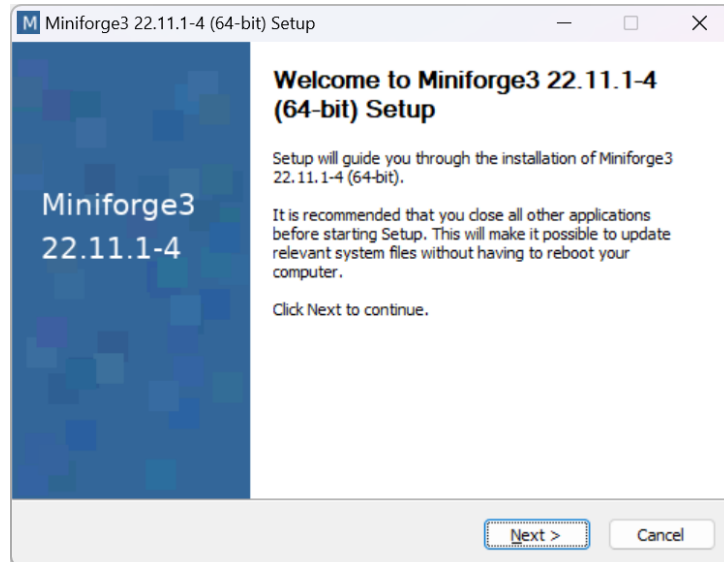 M Miniforge3 22.11.1-4 (64-bit) Setup
Miniforge3
22.11.1-4
Welcome to Miniforge3 22.11.1-4
(64-bit) Setup
Setup will guide you through the installation of Miniforge3
22.11.1-4 (64-bit).
It is recommended that you close all other applications
before starting Setup. This will make it possible to update
relevant system files without having to reboot your
computer.
Click Next to continue.
Next >
Cancel